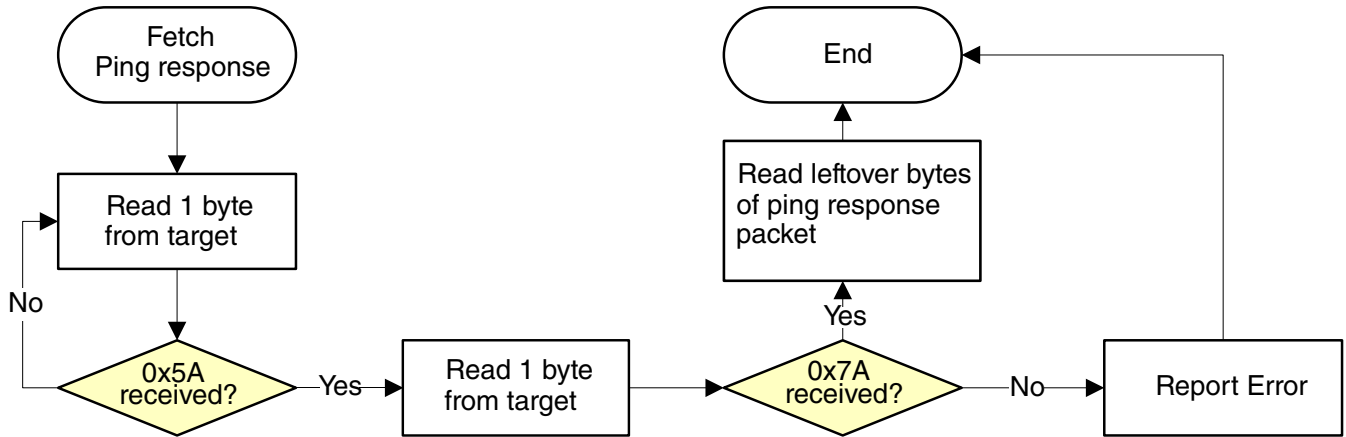 Fetch
Ping response
Read 1 byte
from target
No
0x5A
received?
Yes
Read 1 byte
from target
0x7A
received?
Yes
Read leftover bytes
of ping response
packet
End
No
Report Error